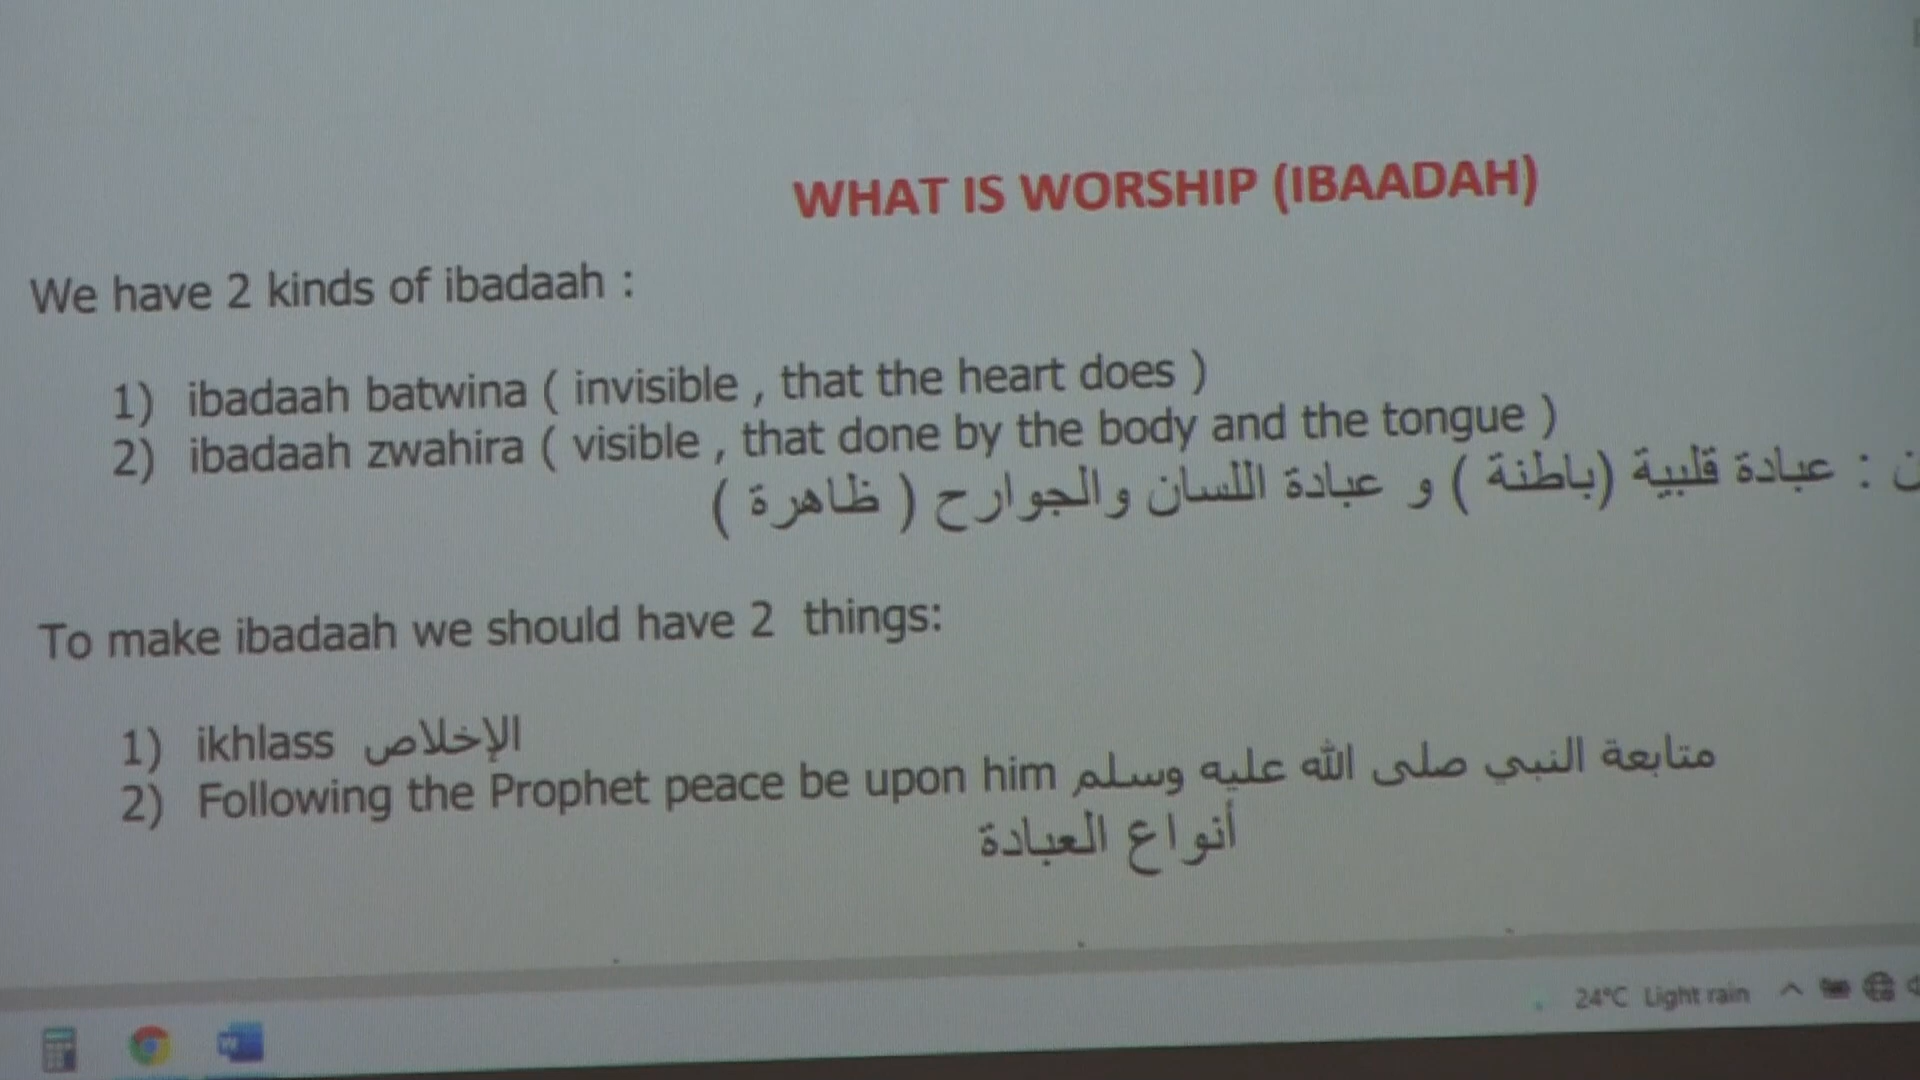 WHAT IS WORSHIP (IBAADAH)
We have 2 kinds of ibadaah :
1) ibadaah batwina ( invisible , that the heart does )
2) ibadaah zwahira ( visible , that done by the body and the tongue )
: عبادة قلبية (باطنة ) و عبادة اللسان والجوارح ( ظاهرة )
To make ibadaah we should have 2 things:
1) ikhlass الإخلاص
2) Following the Prophet peace be upon him متابعة النبي صلى الله عليه وسلم
أنواع العبادة
24°C Light rain